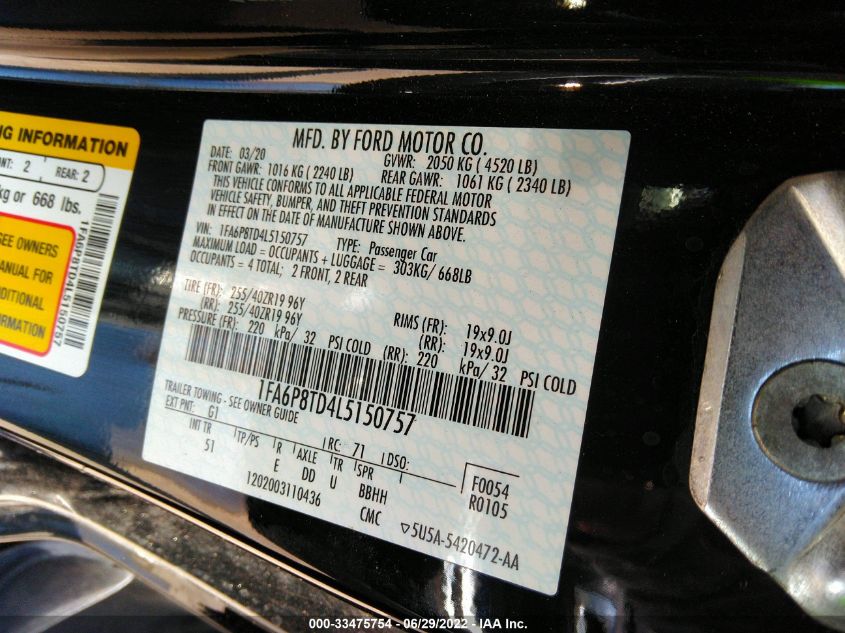 NG INFORMATION
NT: 2 REAR: 2
kg or 668 lbs.
SEE OWNERS
MANUAL FOR
DDITIONAL
FORMATION
1FA6P8TD4L5150757
MFD. BY FORD MOTOR CO.
DATE: 03/20 GVWR: 2050 KG ( 4520 LB)
FRONT GAWR: 1016 KG ( 2240 LB) REAR GAWR: 1061 KG ( 2340 LB)
THIS VEHICLE CONFORMS TO ALL APPLICABLE FEDERAL MOTOR
VEHICLE SAFETY, BUMPER, AND THEFT PREVENTION STANDARDS
IN EFFECT ON THE DATE OF MANUFACTURE SHOWN ABOVE.
VIN: 1FA6P8TD4L5150757 TYPE: Passenger Car
MAXIMUM LOAD = OCCUPANTS + LUGGAGE = 303KG/ 668LB
OCCUPANTS = 4 TOTAL; 2 FRONT, 2 REAR
TIRE (FR): 255/40ZR19 96Y RIMS (FR): 19x9.0J
(RR): 255/40ZR19 96Y (RR): 19x9.0J
PRESSURE (FR): 220 kPa/ 32 PSI COLD (RR): 220 kPa/ 32 PSI COLD
1FA6P8TD4L5150757
TRAILER TOWING - SEE OWNER GUIDE
EXT PNT: G1 RC: 71 DSO:
INT TR TP/PS R AXLE TR SPR
51 E DD U BBHH
1202003110436 CMC
F0054
R0105
5U5A-5420472-AA
000-33475754 - 06/29/2022 - IAA Inc.